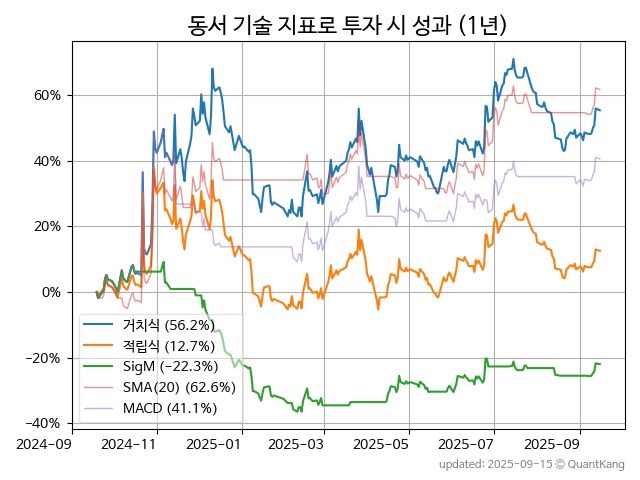 동서 기술 지표로 투자 시 성과 (1년)
60%
40%
20%
0%
−20%
−40%
거치식 (56.2%)
적립식 (12.7%)
SigM (−22.3%)
SMA(20) (62.6%)
MACD (41.1%)
2024-09 2024-11 2025-01 2025-03 2025-05 2025-07 2025-09
updated: 2025-09-15 © QuantKang